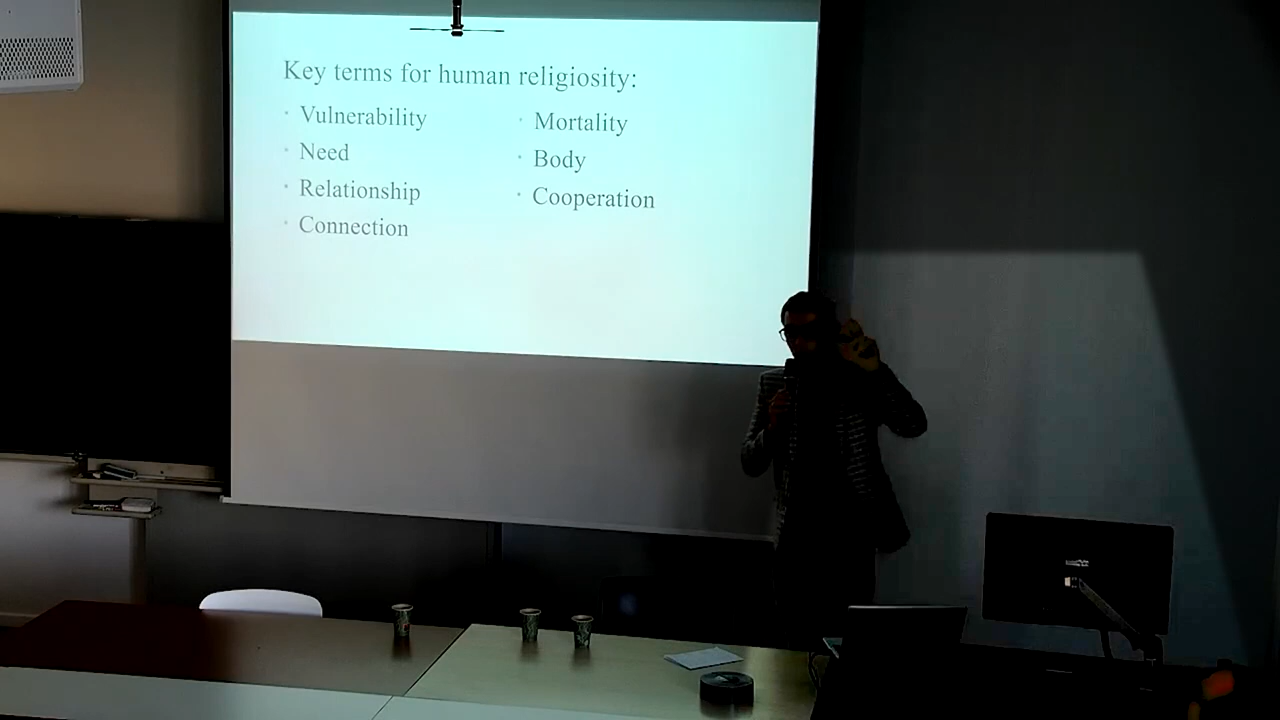 Key terms for human religiosity:
· Vulnerability
· Need
· Relationship
· Connection
· Mortality
· Body
· Cooperation